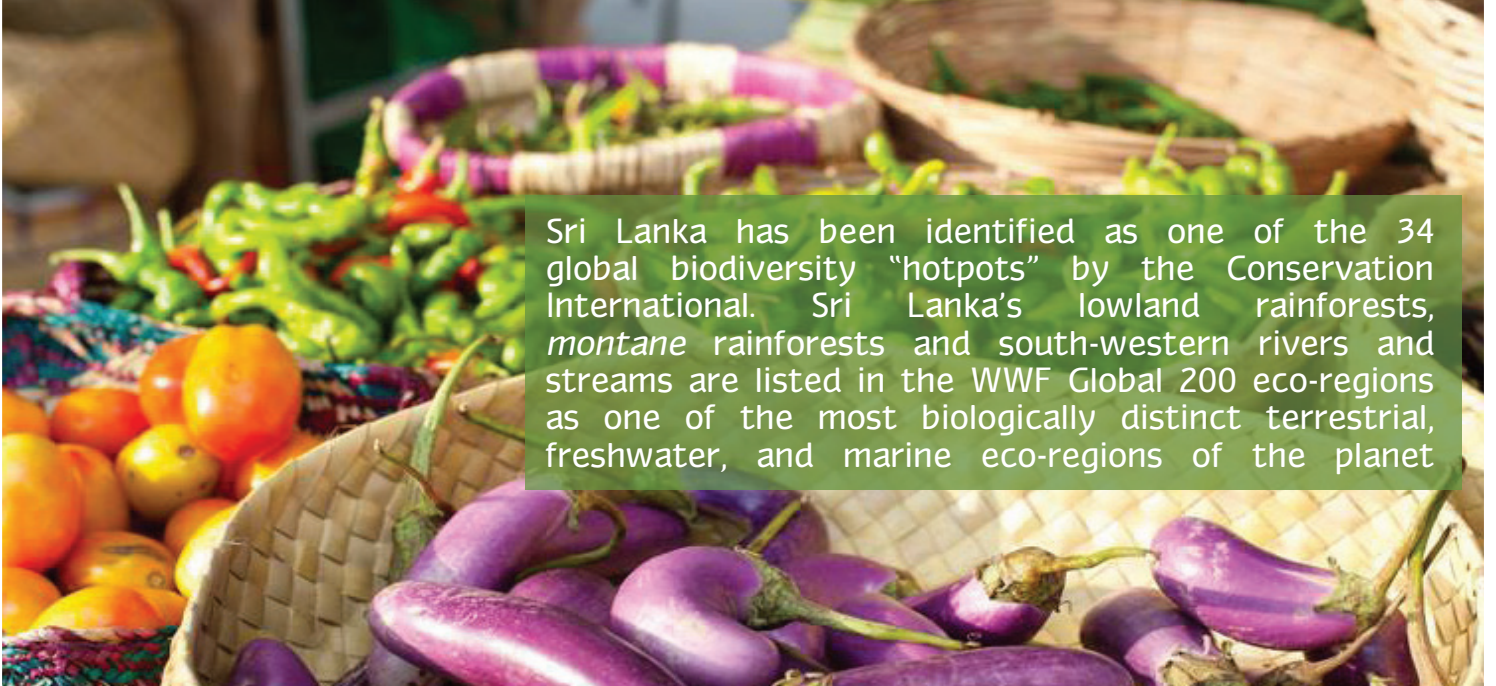 Sri Lanka has been identified as one of the 34
global biodiversity “hotpots” by the Conservation
International. Sri Lanka’s lowland rainforests,
montane rainforests and south-western rivers and
streams are listed in the WWF Global 200 eco-regions
as one of the most biologically distinct terrestrial,
freshwater, and marine eco-regions of the planet